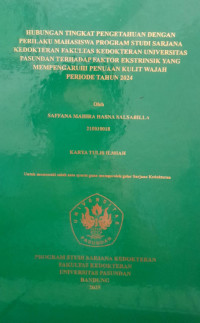 HUBUNGAN TINGKAT PENGETAHUAN DENGAN
PERILAKU MAHASISWA PROGRAM STUDI SARJANA
KEDOKTERAN FAKULTAS KEDOKTERAN UNIVERSITAS
PASUNDAN TERHADAP FAKTOR EKSTRINSIK YANG
MEMPENGARUHI PENUAAN KULIT WAJAH
PERIODE TAHUN 2024
Oleh
HASNA
KARYA TULIS ILMIAH
PROGRAM STUDI SARJANA KEDOKTERAN
FAKULTAS KEDOKTERAN
UNIVERSITAS PASUNDAN
BANDUNG